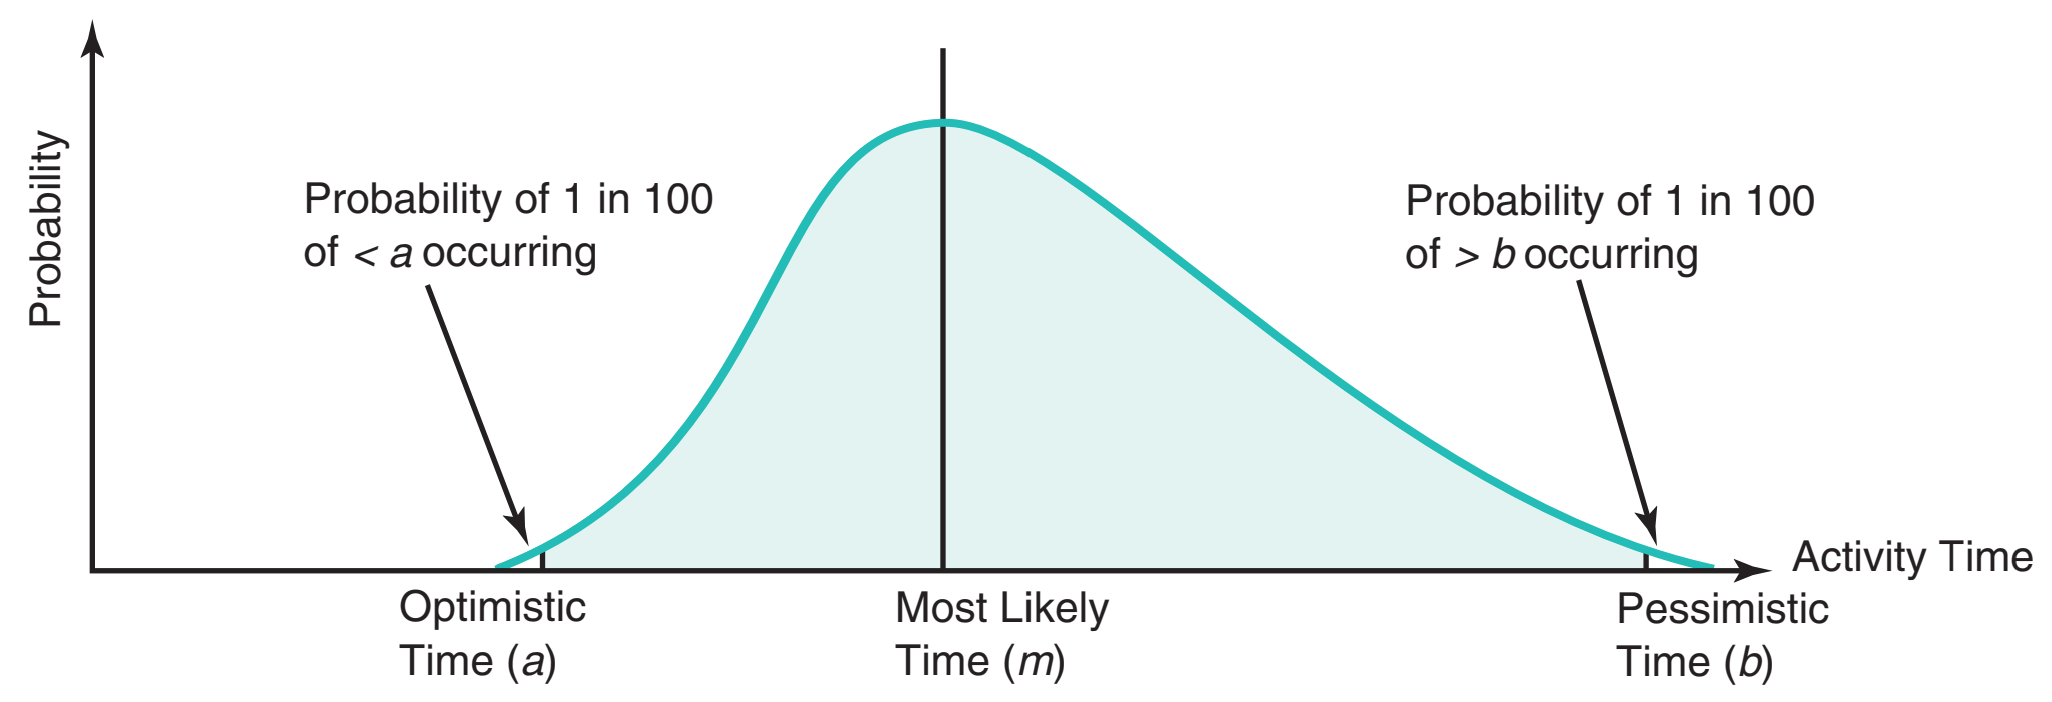 Probability
Probability of 1 in 100
of < a occurring
Probability of 1 in 100
of > b occurring
Activity Time
Optimistic
Time (a)
Most Likely
Time (m)
Pessimistic
Time (b)